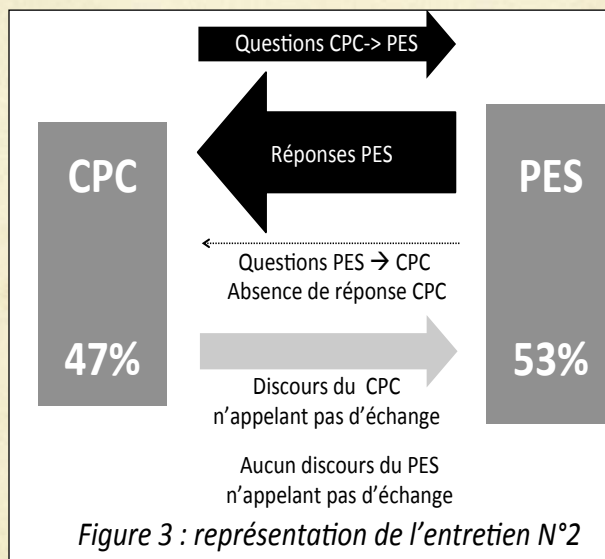 Questions CPC-> PES
CPC
Réponses PES
PES
Questions PES → CPC
Absence de réponse CPC
47%
53%
Discours du CPC
n'appelant pas d'échange
Aucun discours du PES
n'appelant pas d'échange
Figure 3 : représentation de l'entretien N°2